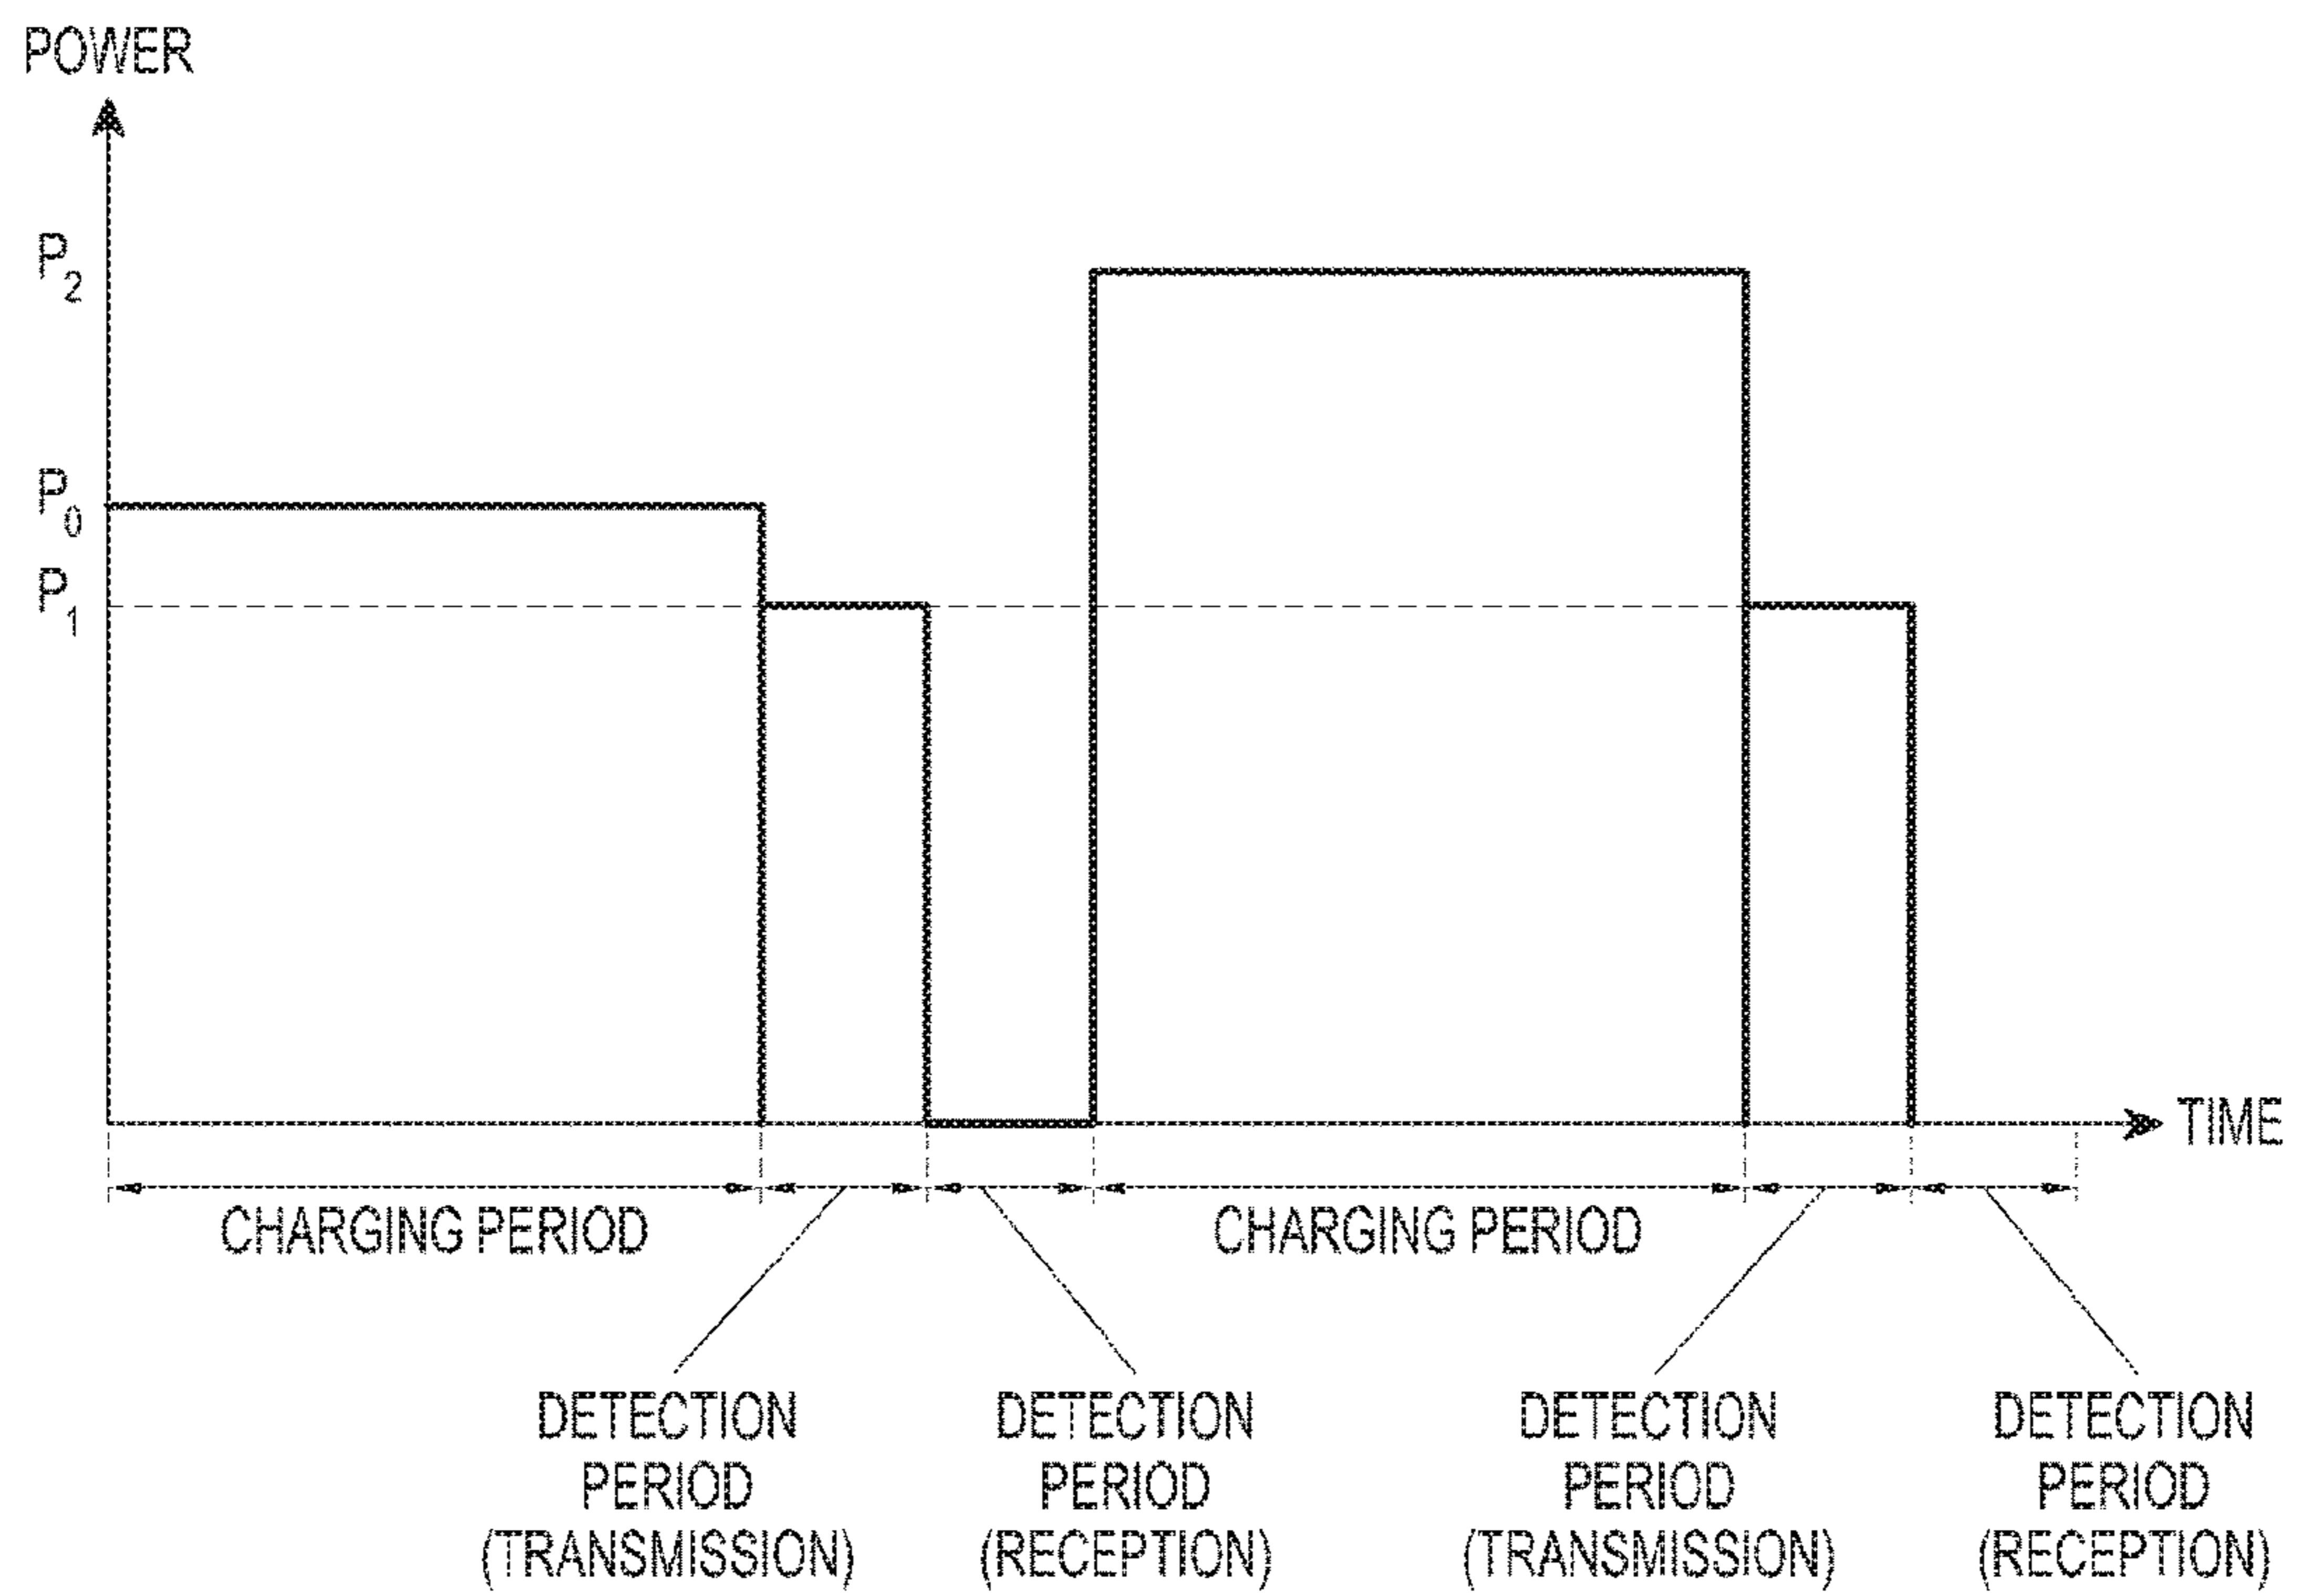 POWER
P2
P0
P1
TIME
CHARGING PERIOD
CHARGING PERIOD
DETECTION
PERIOD
(TRANSMISSION)
DETECTION
PERIOD
(RECEPTION)
DETECTION
PERIOD
(TRANSMISSION)
DETECTION
PERIOD
(RECEPTION)